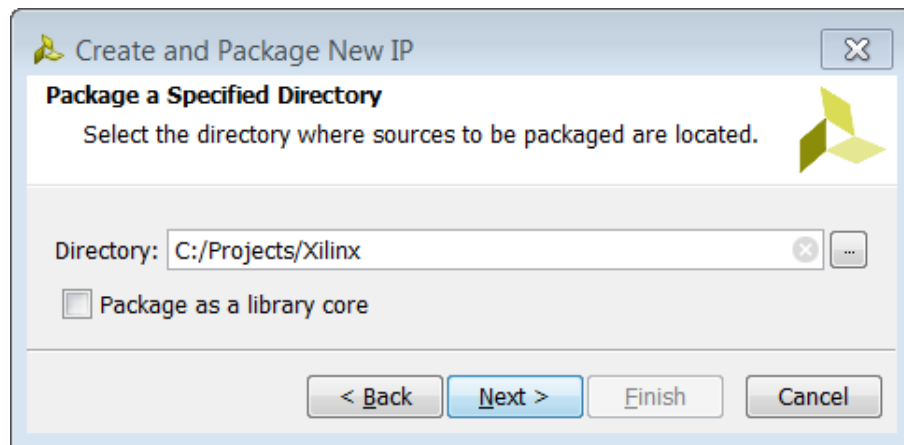 Create and Package New IP
Package a Specified Directory
Select the directory where sources to be packaged are located.
Directory: C:/Projects/Xilinx ...
Package as a library core
< Back Next > Finish Cancel